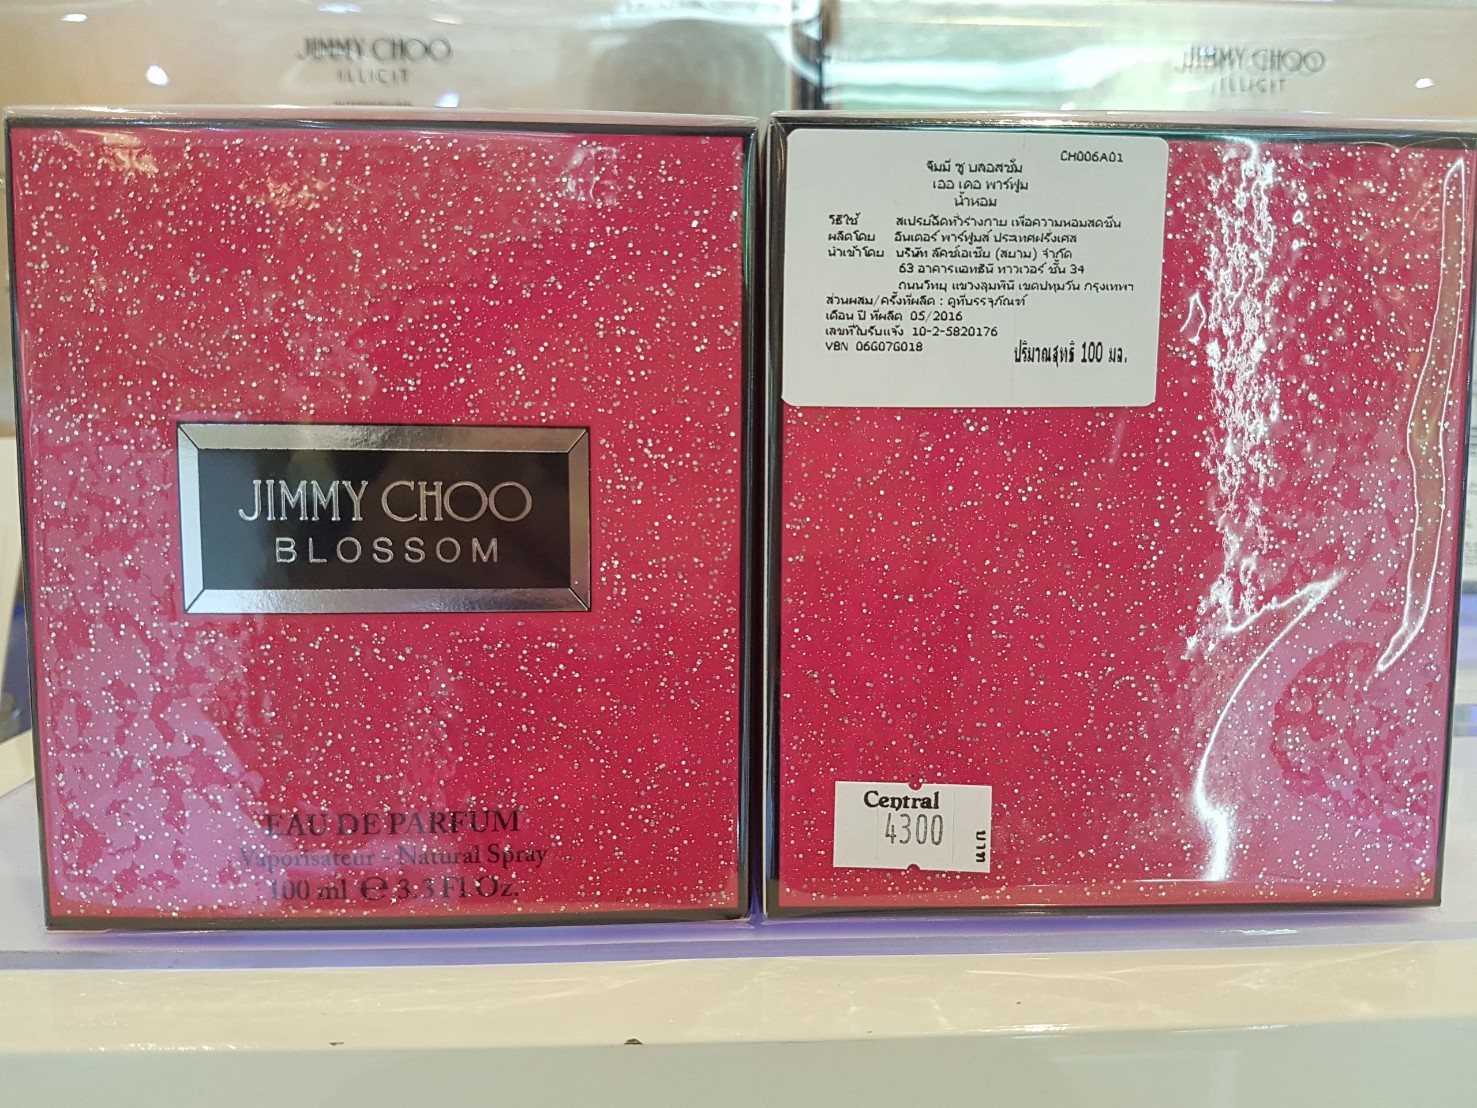 JIMMY CHOO
ILLICIT
JIMMY CHOO
ILLICIT
JIMMY CHOO
BLOSSOM
EAU DE PARFUM
Vaporisateur - Natural Spray
100 ml ℮ 3.3 Fl.Oz.
CH006A01
จิมมี่ ชู บลอสซั่ม
เออ เดอ พาร์ฟูม
น้ำหอม
วิธีใช้ สเปรย์ฉีดทั่วร่างกาย เพื่อความหอมสดชื่น
ผลิตโดย อินเตอร์ พาร์ฟูมส์ ประเทศฝรั่งเศส
นำเข้าโดย บริษัท ลักซ์เอเชีย (สยาม) จำกัด
63 อาคารแอทธินี ทาวเวอร์ ชั้น 34
ถนนวิทยุ แขวงลุมพินี เขตปทุมวัน กรุงเทพฯ
ส่วนผสม/ครั้งที่ผลิต : ดูที่บรรจุภัณฑ์
เดือน ปี ที่ผลิต 05/2016
เลขที่ใบรับแจ้ง 10-2-5820176
VBN 06G07G018
ปริมาณสุทธิ 100 มล.
Central
4300
บาท